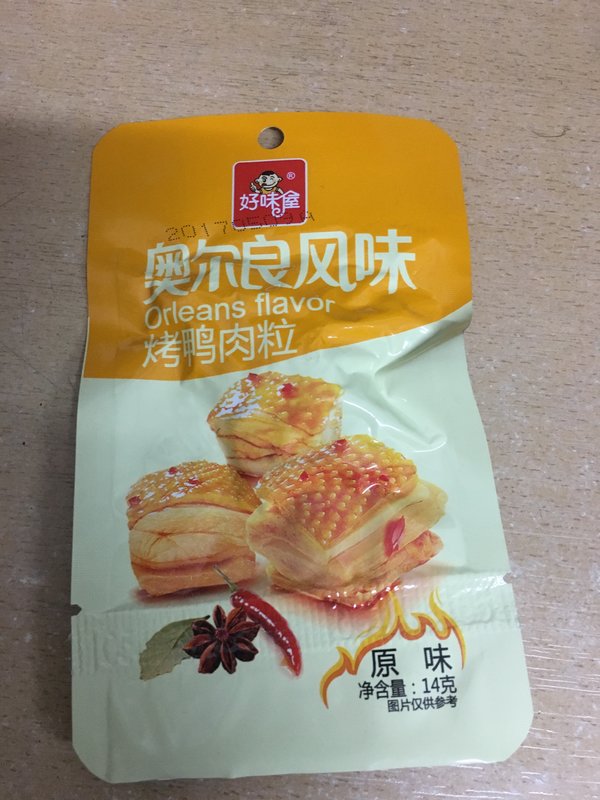 ®
好味屋
奥尔良风味
Orleans flavor
烤鸭肉粒
原味
净含量：14克
图片仅供参考